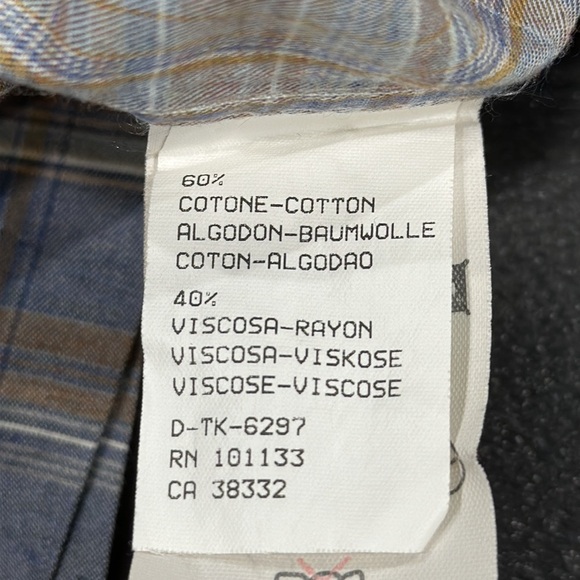 60%
COTONE-COTTON
ALGODON-BAUMWOLLE
COTON-ALGODAO
40%
VISCOSA-RAYON
VISCOSA-VISKOSE
VISCOSE-VISCOSE
D-TK-6297
RN 101133
CA 38332